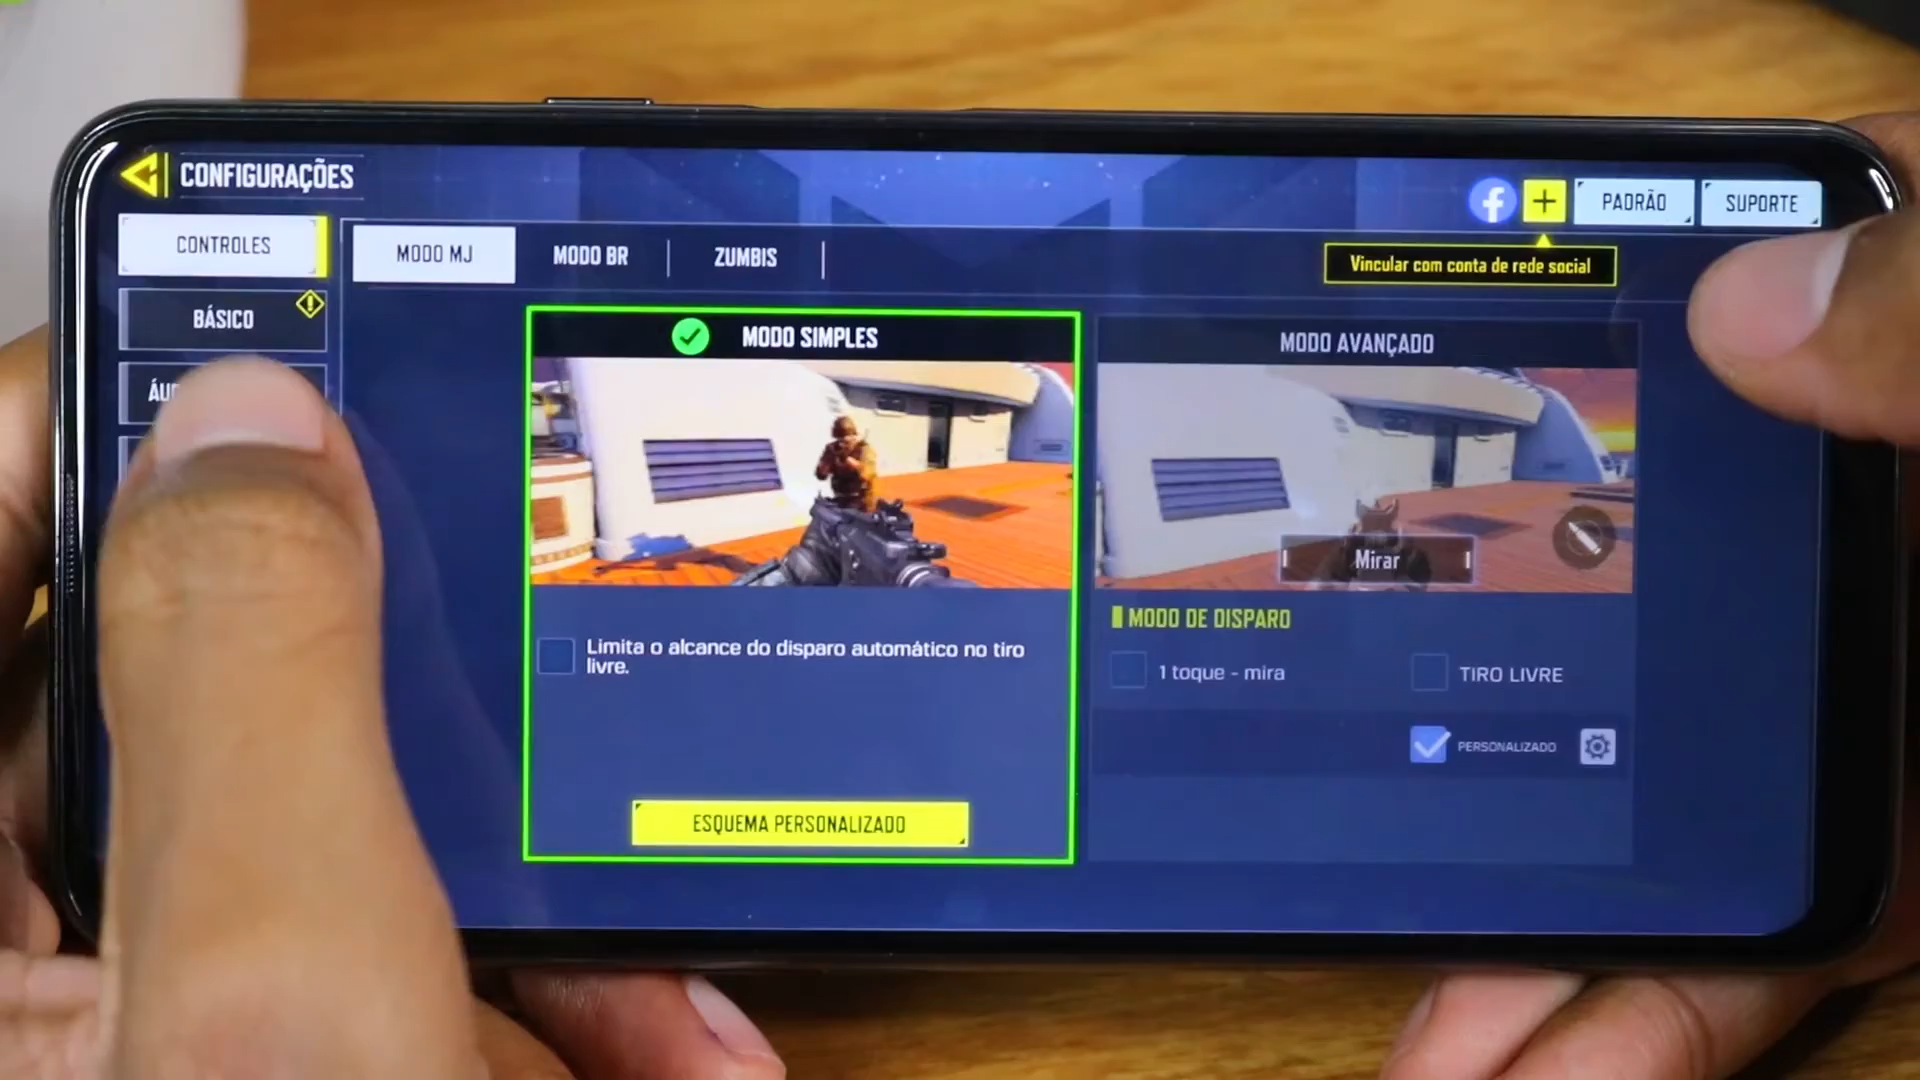 CONFIGURAÇÕES
PADRÃO
SUPORTE
CONTROLES
MODO MJ
MODO BR
ZUMBIS
Vincular com conta de rede social
BÁSICO
MODO SIMPLES
MODO AVANÇADO
Mirar
MODO DE DISPARO
Limita o alcance do disparo automático no tiro
livre.
1 toque - mira
TIRO LIVRE
PERSONALIZADO
ESQUEMA PERSONALIZADO